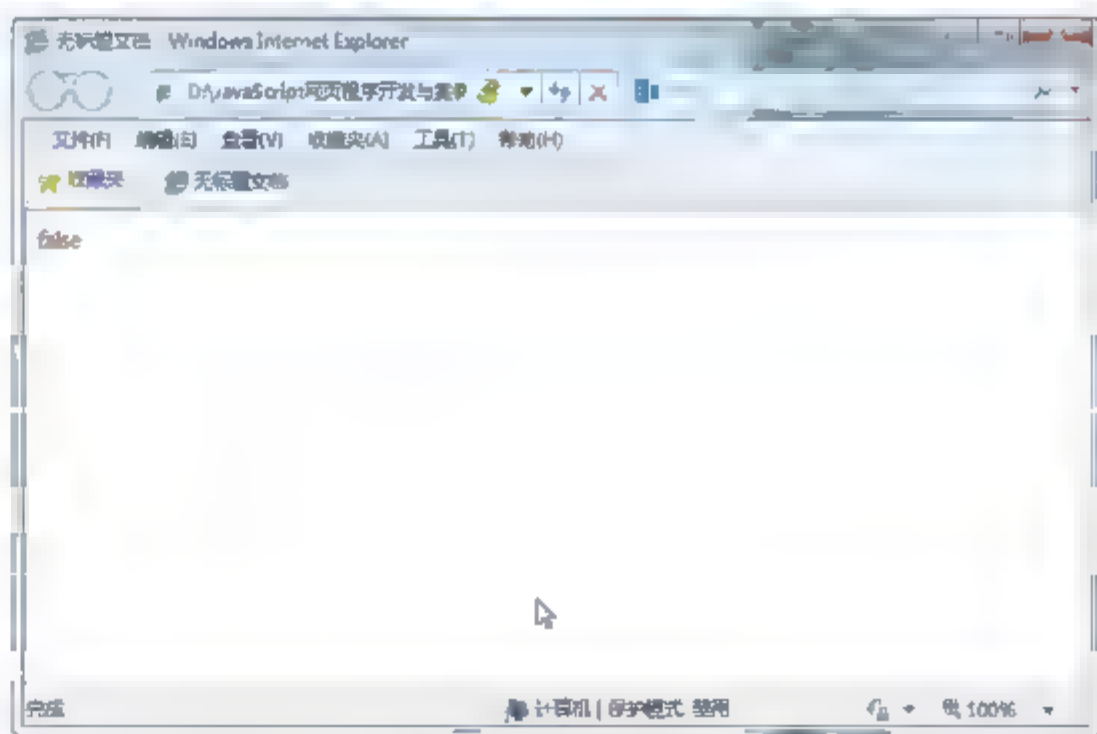 无标题文档 Windows Internet Explorer
D:\JavaScript网页程序开发与
文件(F) 编辑(E) 查看(V) 收藏夹(A) 工具(T) 帮助(H)
收藏夹 无标题文档
false
完成 计算机 | 保护模式 禁用 100%